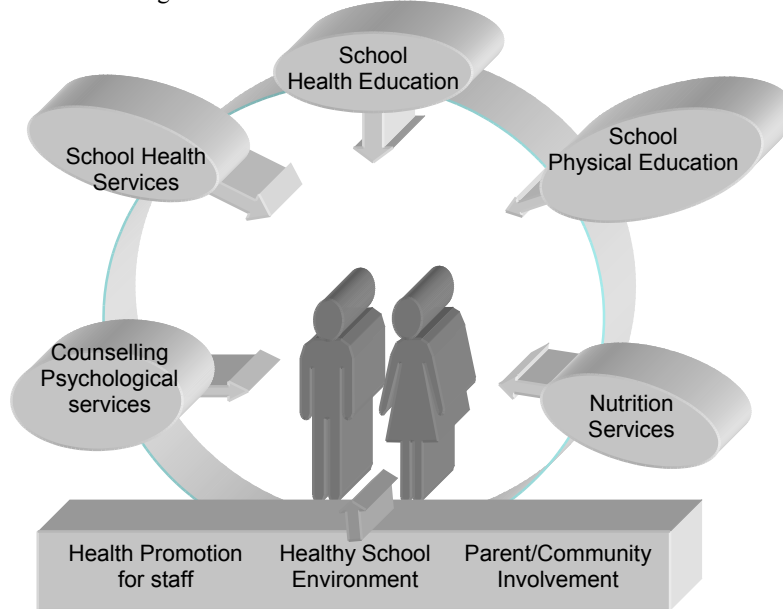 School
Health Education
School Health
Services
School
Physical Education
Counselling
Psychological
services
Nutrition
Services
Health Promotion
for staff
Healthy School
Environment
Parent/Community
Involvement